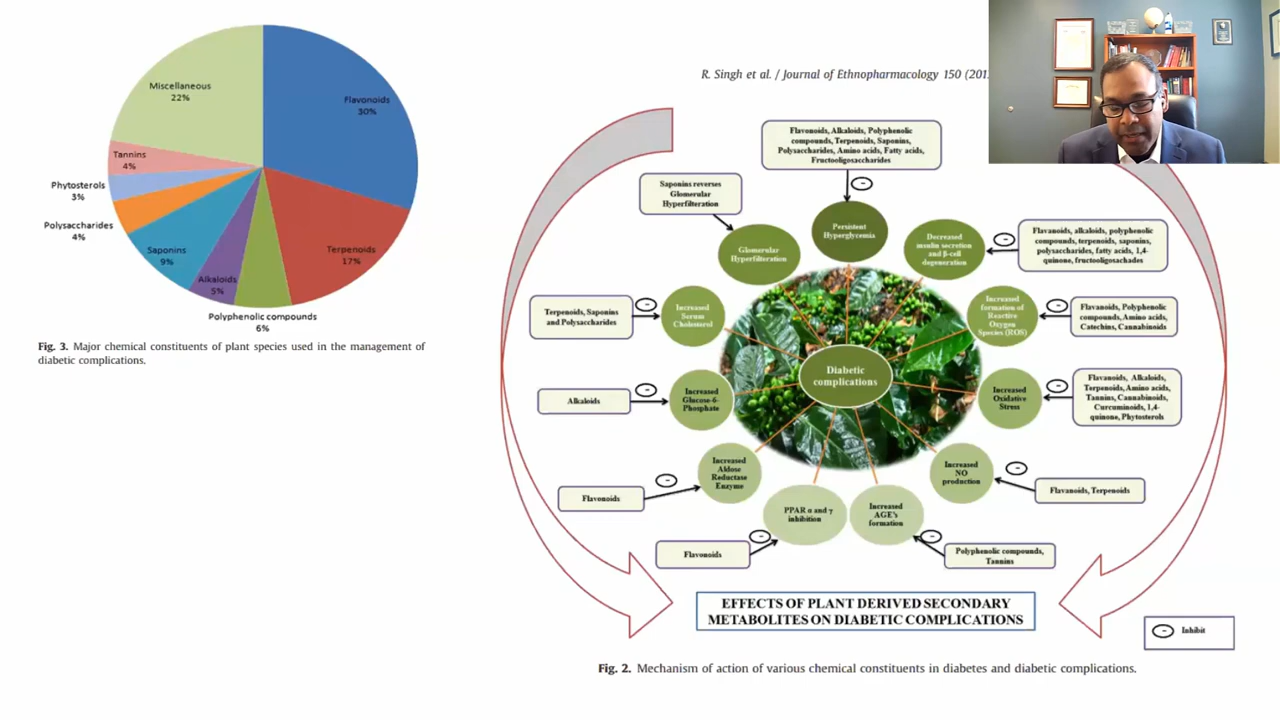 Miscellaneous
22%
Flavonoids
30%
Tannins
4%
Phytosterols
3%
Polysaccharides
4%
Saponins
9%
Alkaloids
5%
Terpenoids
17%
Polyphenolic compounds
6%
Fig. 3. Major chemical constituents of plant species used in the management of
diabetic complications.
R. Singh et al. / Journal of Ethnopharmacology 150 (201
Flavonoids, Alkaloids, Polyphenolic
compounds, Terpenoids, Saponins,
Polysaccharides, Amino acids, Fatty acids,
Fructooligosaccharides
Saponins reverses
Glomerular
Hyperfilteration
Glomerular
Hyperfilteration
Persistent
Hyperglycemia
Decreased
insulin secretion
and β-cell
degeneration
Flavanoids, alkaloids, polyphenolic
compounds, terpenoids, saponins,
polysaccharides, fatty acids, 1,4-
quinone, fructooligosachades
Terpenoids, Saponins
and Polysaccharides
Increased
Serum
Cholesterol
Increased
formation of
Reactive
Oxygen
Species (ROS)
Flavanoids, Polyphenolic
compounds, Amino acids,
Catechins, Cannabinoids
Diabetic
complications
Alkaloids
Increased
Glucose-6-
Phosphate
Increased
Oxidative
Stress
Flavanoids, Alkaloids,
Terpenoids, Amino acids,
Tannins, Cannabinoids,
Curcuminoids, 1,4-
quinone, Phytosterols
Flavonoids
Increased
Aldose
Reductase
Enzyme
Increased
NO
production
Flavanoids, Terpenoids
Flavonoids
PPAR α and γ
inhibition
Increased
AGE's
formation
Polyphenolic compounds,
Tannins
EFFECTS OF PLANT DERIVED SECONDARY
METABOLITES ON DIABETIC COMPLICATIONS
Inhibit
Fig. 2. Mechanism of action of various chemical constituents in diabetes and diabetic complications.